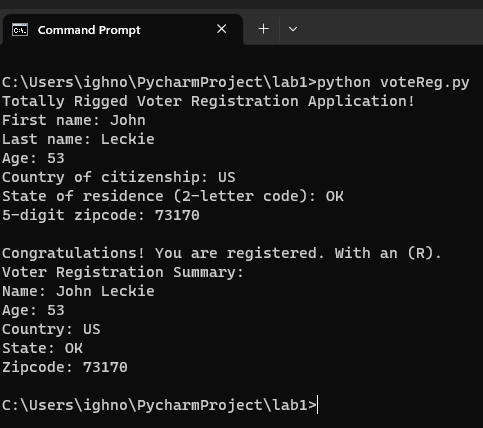 Command Prompt
C:\Users\ighno\PycharmProject\lab1>python voteReg.py
Totally Rigged Voter Registration Application!
First name: John
Last name: Leckie
Age: 53
Country of citizenship: US
State of residence (2-letter code): OK
5-digit zipcode: 73170
Congratulations! You are registered. With an (R).
Voter Registration Summary:
Name: John Leckie
Age: 53
Country: US
State: OK
Zipcode: 73170
C:\Users\ighno\PycharmProject\lab1>